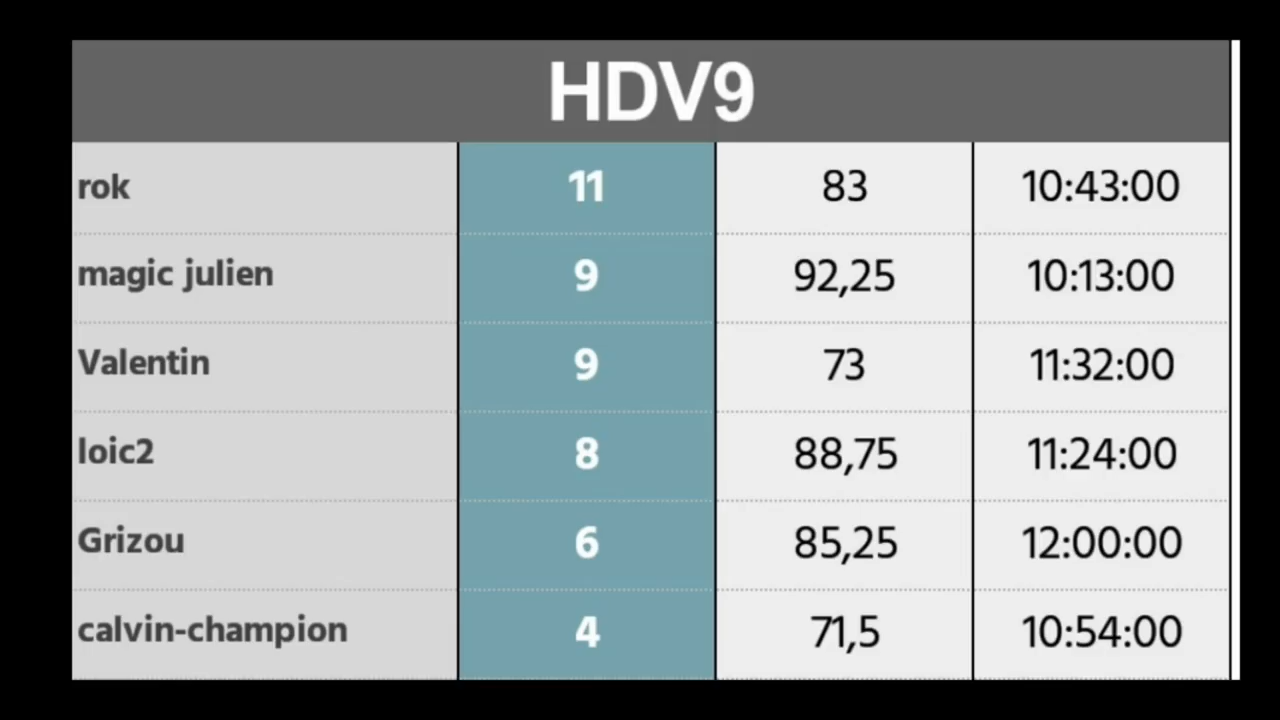 HDV9
rok 11 83 10:43:00
magic julien 9 92,25 10:13:00
Valentin 9 73 11:32:00
loic2 8 88,75 11:24:00
Grizou 6 85,25 12:00:00
calvin-champion 4 71,5 10:54:00